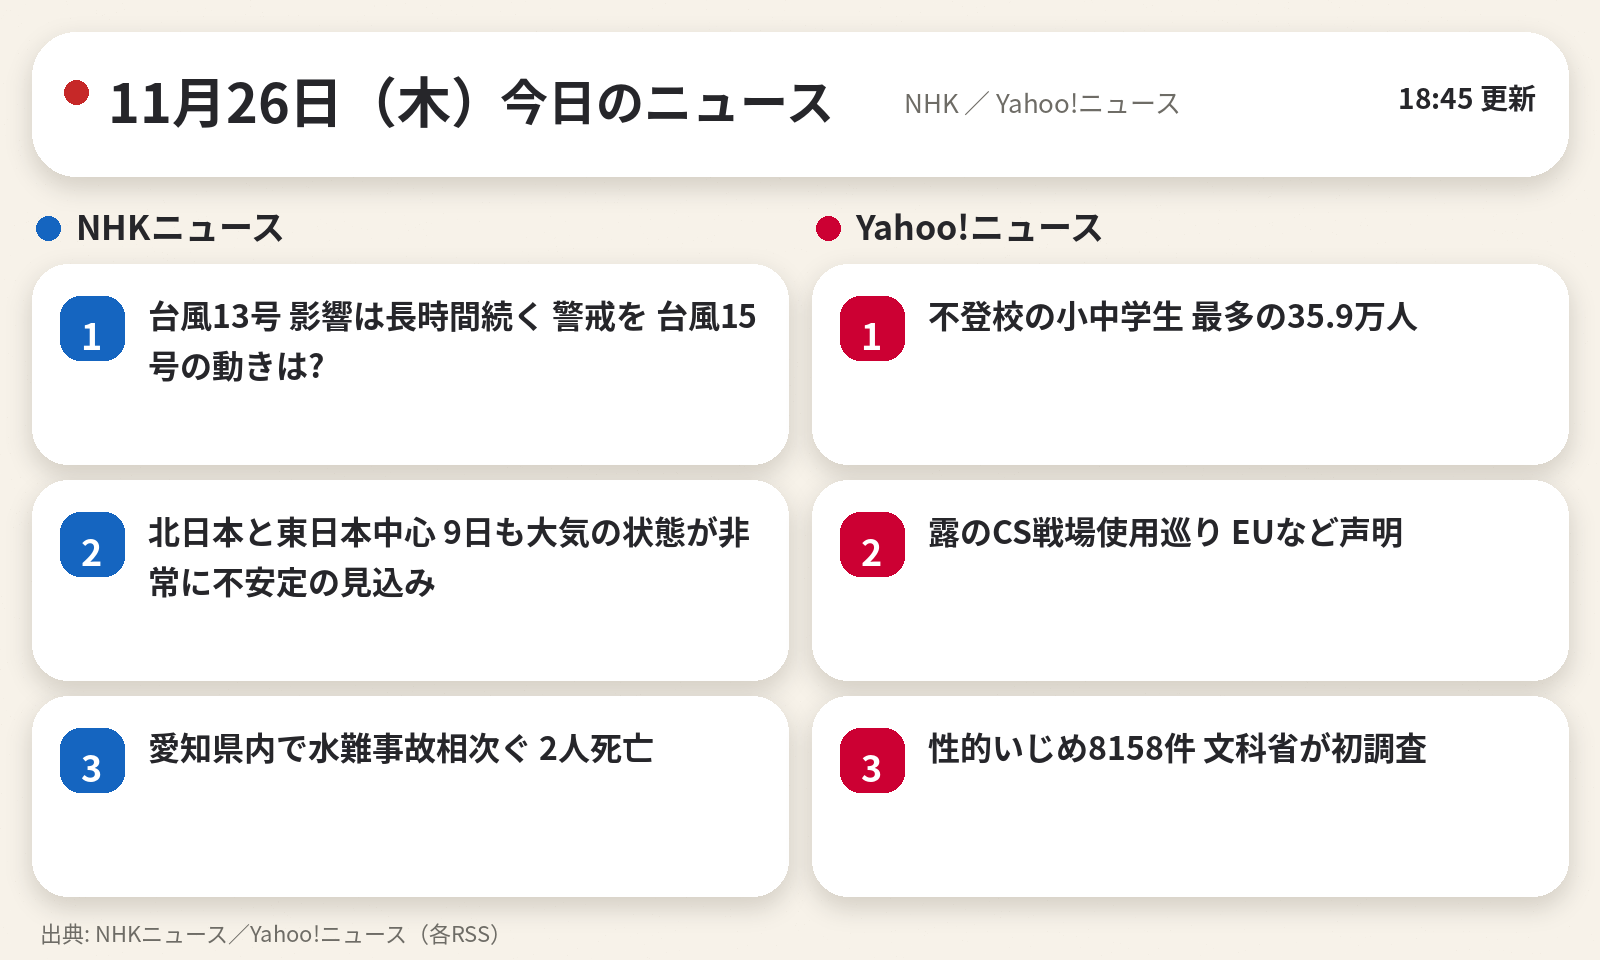 11月26日（木）今日のニュース
NHK ／ Yahoo!ニュース
18:45 更新
NHKニュース
1
台風13号 影響は長時間続く 警戒を 台風15
号の動きは?
2
北日本と東日本中心 9日も大気の状態が非
常に不安定の見込み
3
愛知県内で水難事故相次ぐ 2人死亡
Yahoo!ニュース
1
不登校の小中学生 最多の35.9万人
2
露のCS戦場使用巡り EUなど声明
3
性的いじめ8158件 文科省が初調査
出典: NHKニュース／Yahoo!ニュース（各RSS）